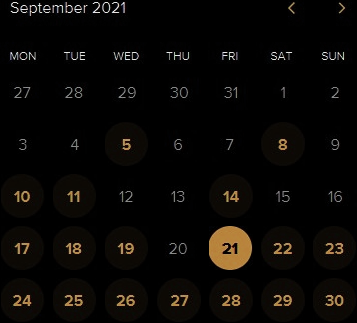 September 2021
MON TUE WED THU FRI SAT SUN
27 28 29 30 31 1 2
3 4 5 6 7 8 9
10 11 12 13 14 15 16
17 18 19 20 21 22 23
24 25 26 27 28 29 30